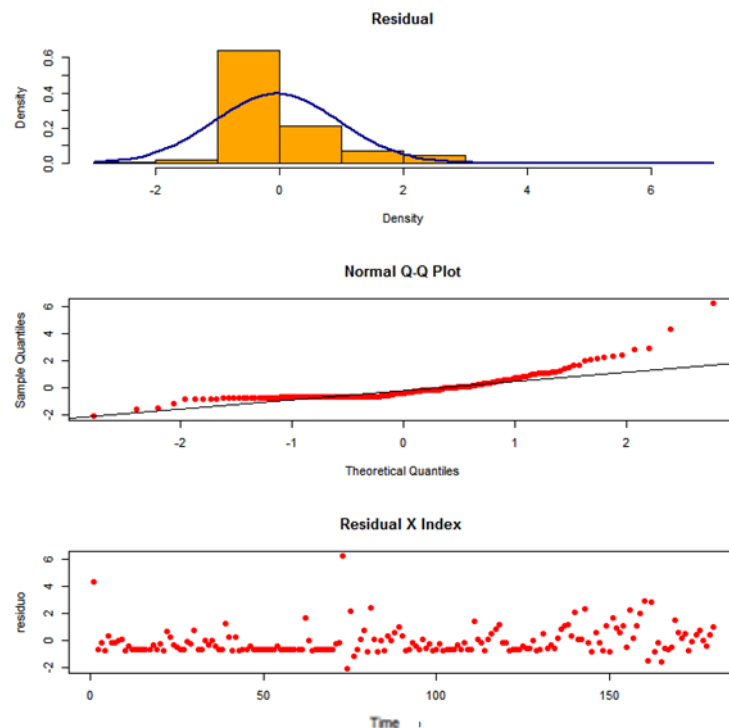 Residual
Density
0.0 0.2 0.4 0.6
-2 0 2 4 6
Density
Normal Q-Q Plot
Sample Quantiles
-2 0 2 4 6
-2 -1 0 1 2
Theoretical Quantiles
Residual X Index
residuo
-2 0 2 4 6
0 50 100 150
Time